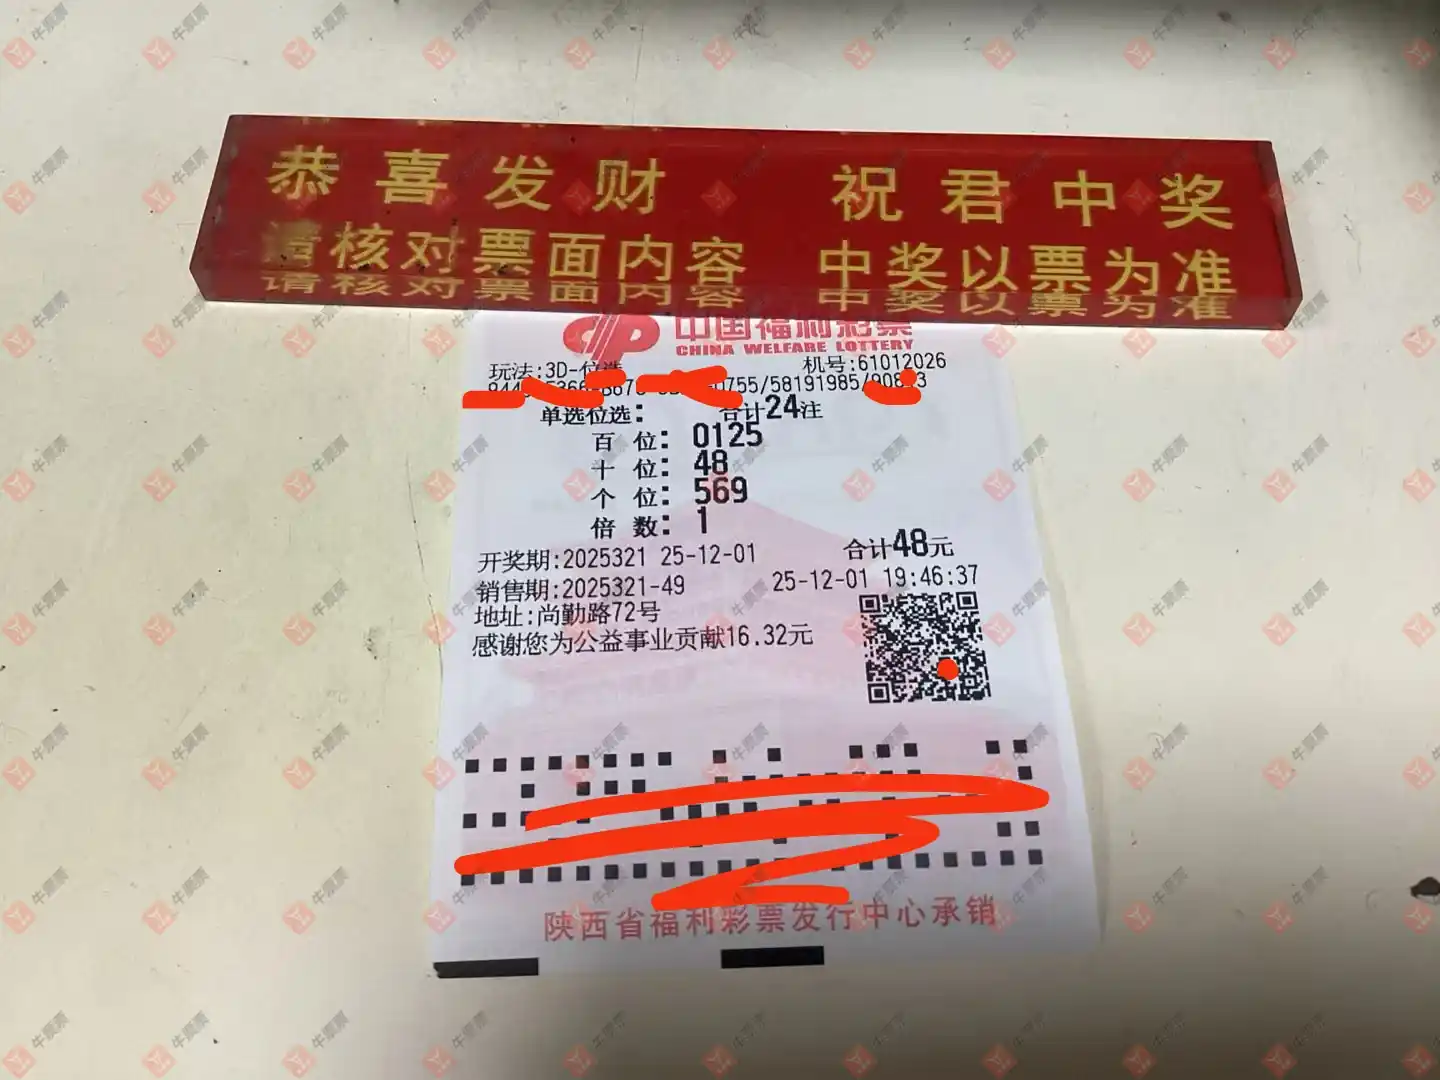 恭喜发财 祝君中奖
请核对票面内容 中奖以票为准
中国福利彩票
CHINA WELFARE LOTTERY
玩法:3D-位选 机号:61012026
0755/58191985/
单选位选: 合计24注
百 位: 0125
十 位: 48
个 位: 569
倍 数: 1
开奖期:2025321 25-12-01 合计48元
销售期:2025321-49 25-12-01 19:46:37
地址:尚勤路72号
感谢您为公益事业贡献16.32元
陕西省福利彩票发行中心承销
牛票票